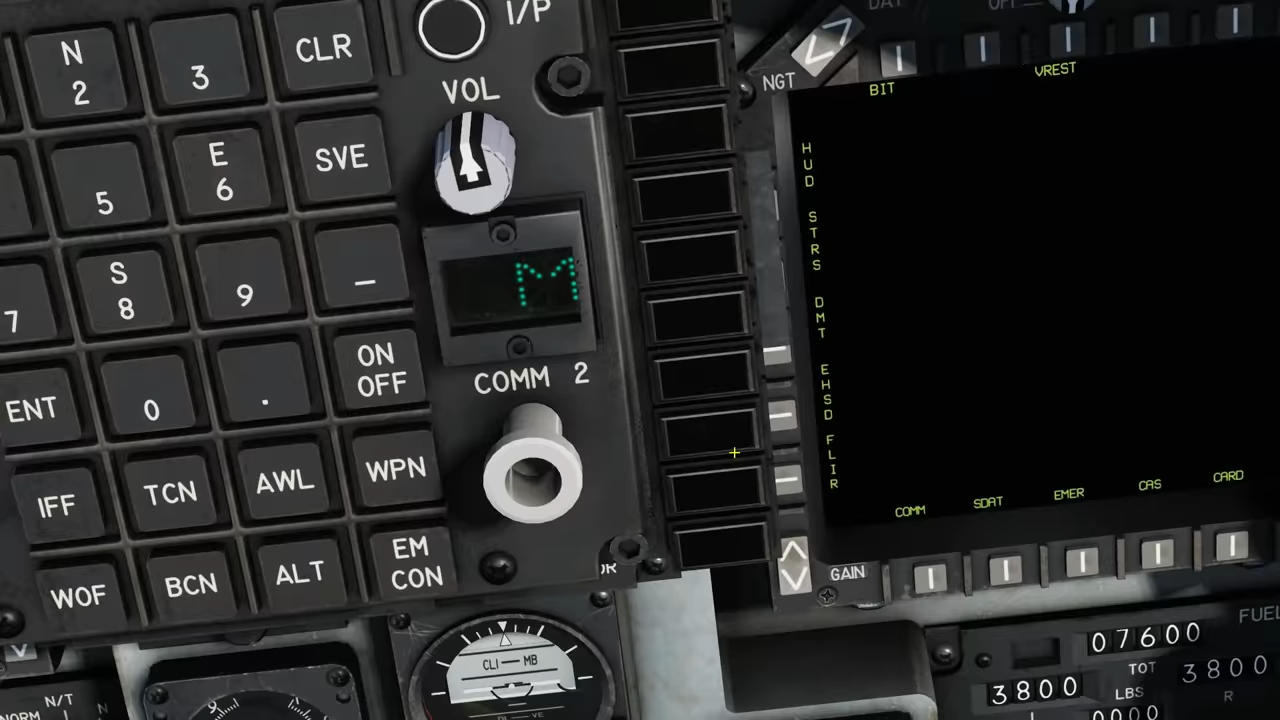 N
2
3
CLR
5
E
6
SVE
7
S
8
9
—
ENT
0
.
ON
OFF
IFF
TCN
AWL
WPN
WOF
BCN
ALT
EM
CON
I/P
VOL
M
COMM 2
NGT
DAY
BIT
VREST
HUD
STRS
DMT
EHSD
FLIR
COMM
SDAT
EMER
CAS
CARD
GAIN
CLI
MB
N/T
NORM
N
FUEL
07600
TOT
3800
3800
LBS
L
R